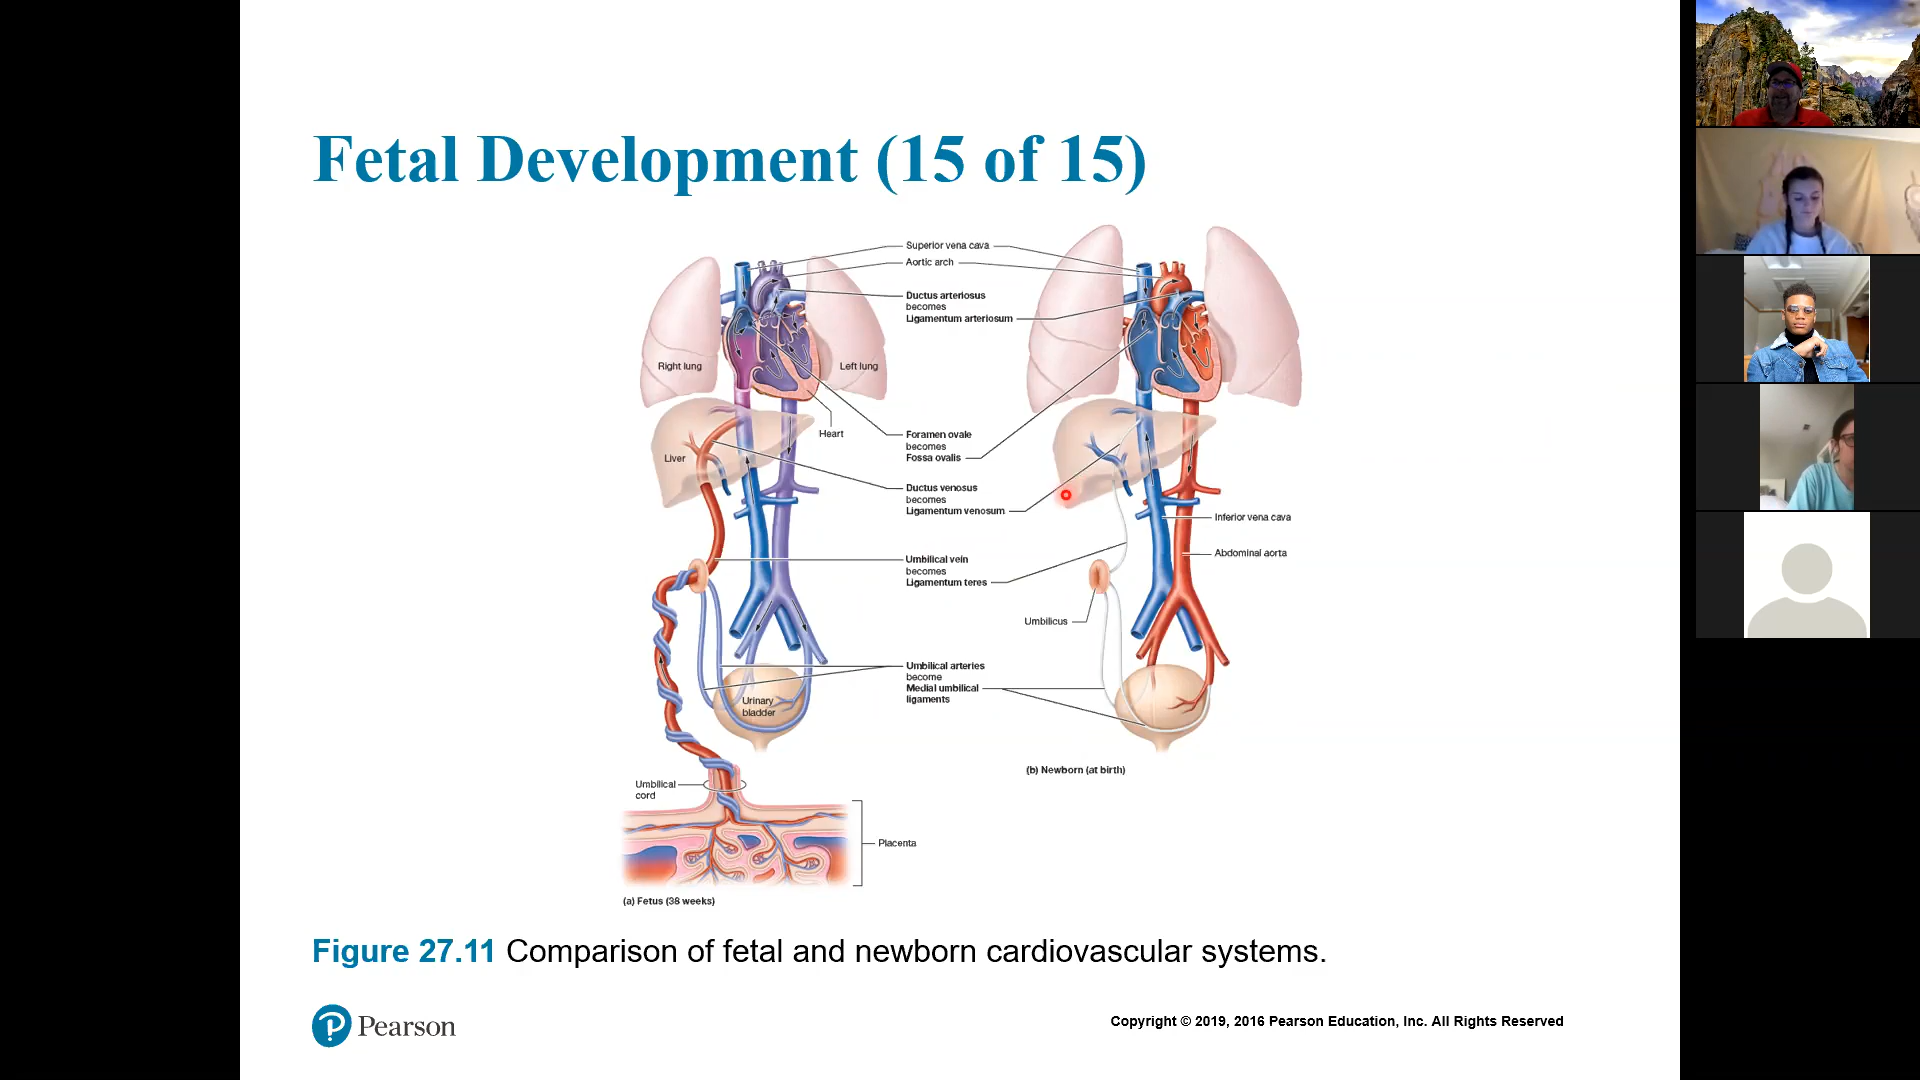 Fetal Development (15 of 15)
Superior vena cava
Aortic arch
Ductus arteriosus
becomes
Ligamentum arteriosum
Right lung
Left lung
Heart
Foramen ovale
becomes
Fossa ovalis
Liver
Ductus venosus
becomes
Ligamentum venosum
Inferior vena cava
Abdominal aorta
Umbilical vein
becomes
Ligamentum teres
Umbilicus
Umbilical arteries
become
Medial umbilical
ligaments
Urinary
bladder
(b) Newborn (at birth)
Umbilical
cord
Placenta
(a) Fetus (38 weeks)
Figure 27.11 Comparison of fetal and newborn cardiovascular systems.
Pearson
Copyright © 2019, 2016 Pearson Education, Inc. All Rights Reserved